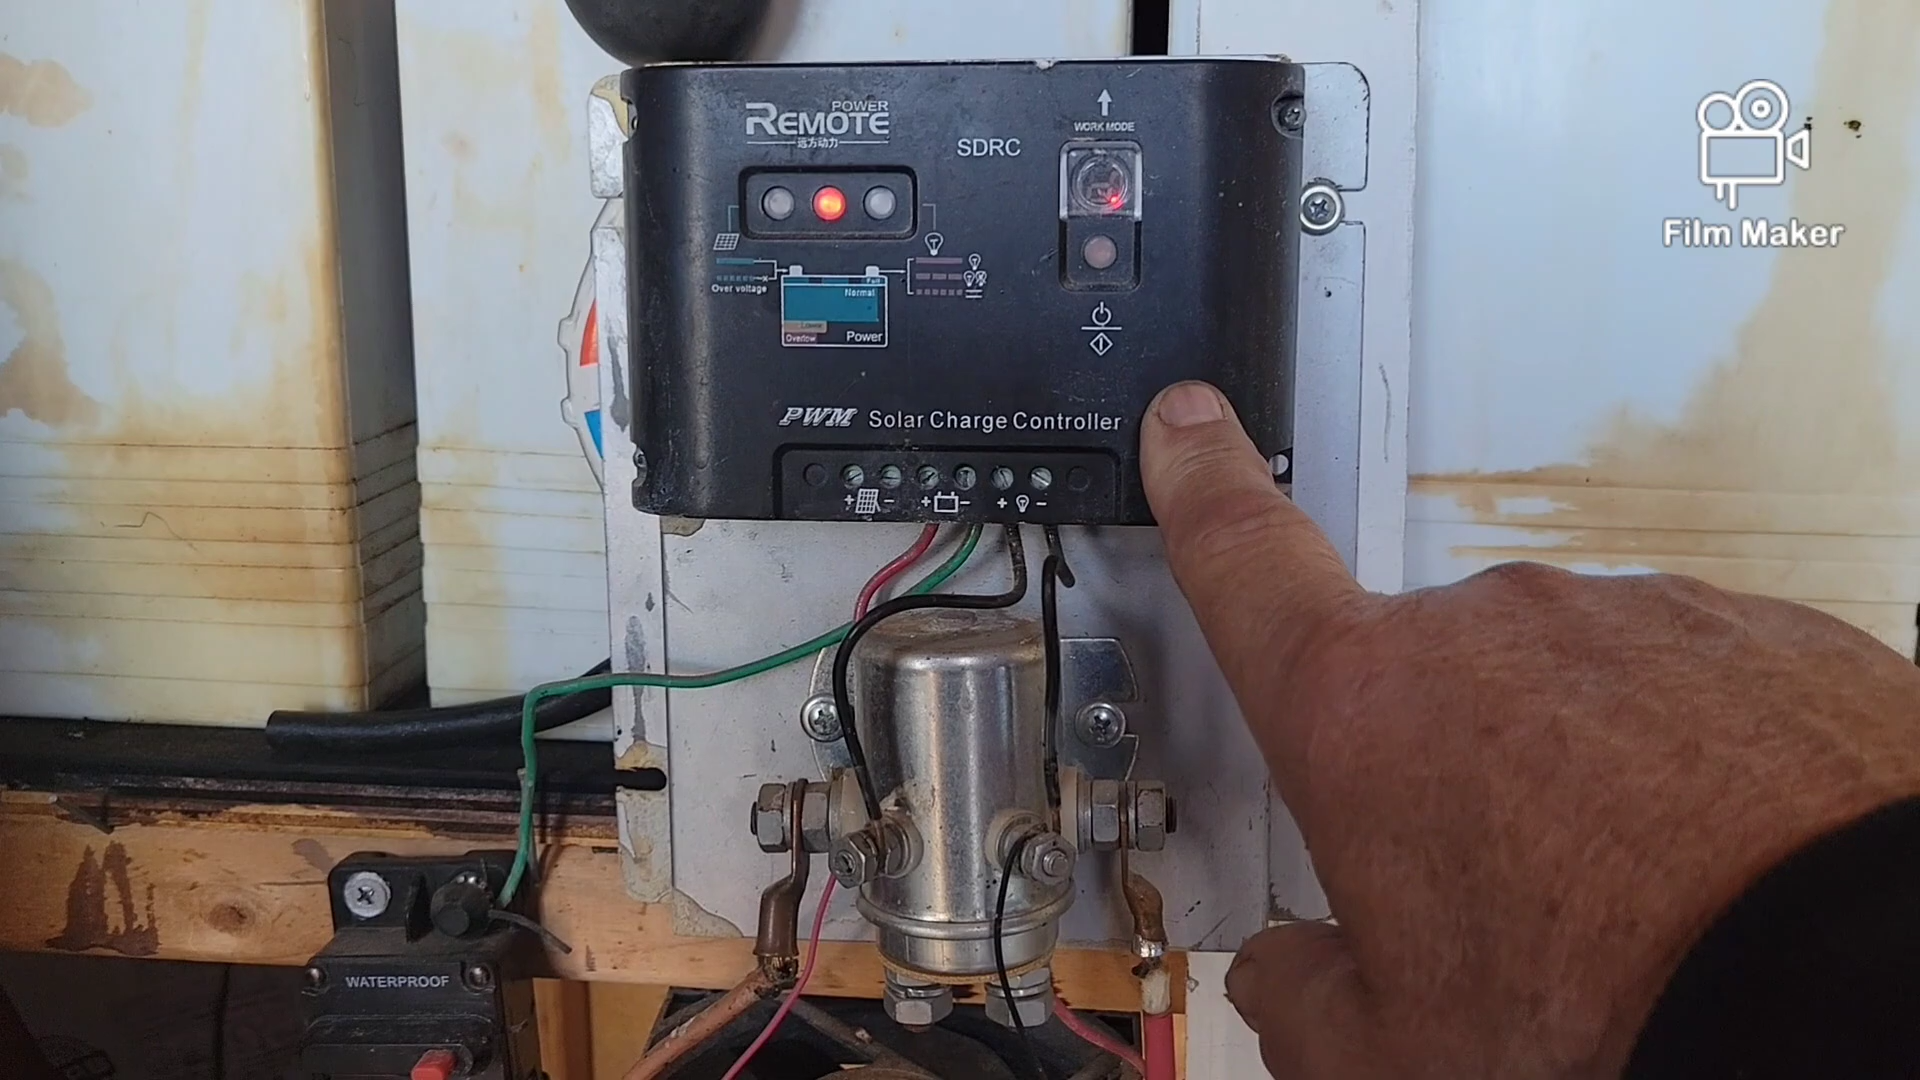 POWER
REMOTE
远方动力
SDRC
WORK MODE
Over voltage
Full
Normal
Lower
Overlow
Power
PWM Solar Charge Controller
+ - + - + -
WATERPROOF
Film Maker